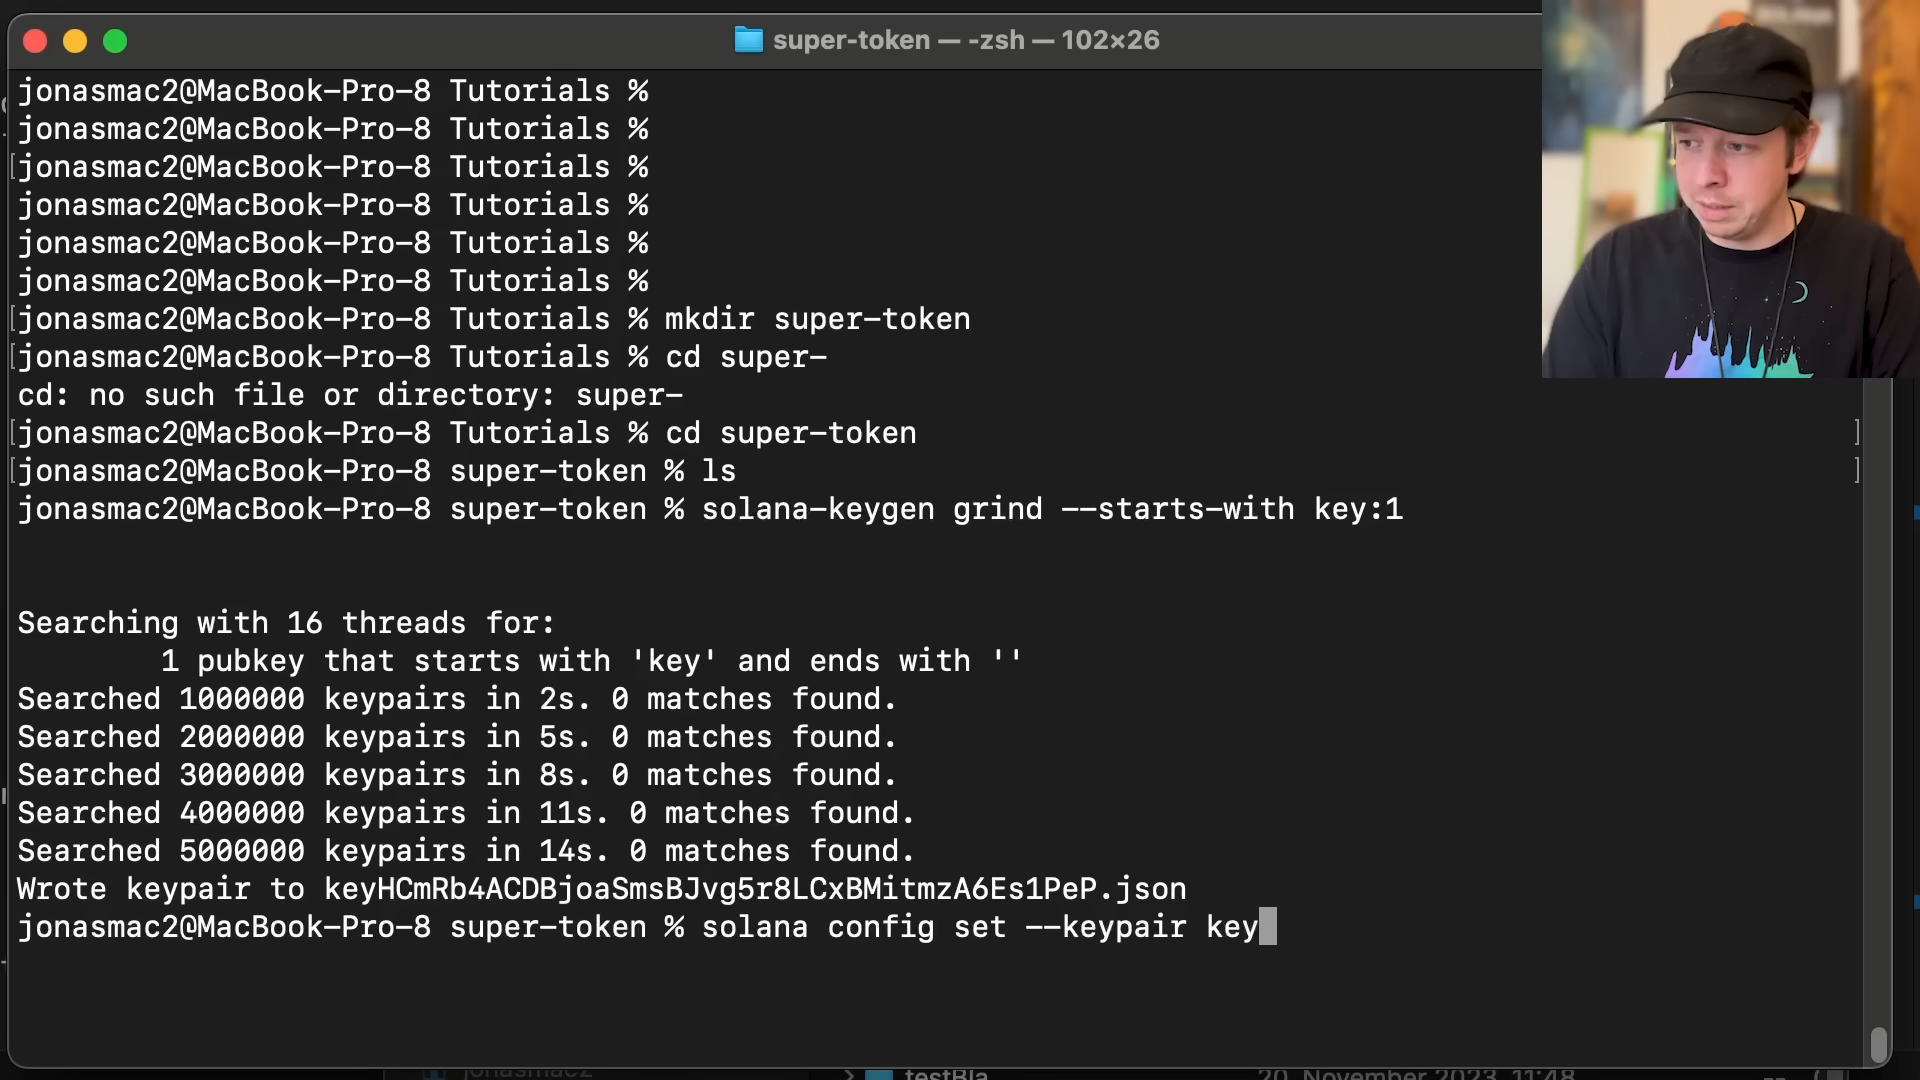 super-token — -zsh — 102×26
jonasmac2@MacBook-Pro-8 Tutorials %
jonasmac2@MacBook-Pro-8 Tutorials %
[jonasmac2@MacBook-Pro-8 Tutorials %
jonasmac2@MacBook-Pro-8 Tutorials %
jonasmac2@MacBook-Pro-8 Tutorials %
jonasmac2@MacBook-Pro-8 Tutorials %
[jonasmac2@MacBook-Pro-8 Tutorials % mkdir super-token
[jonasmac2@MacBook-Pro-8 Tutorials % cd super-
cd: no such file or directory: super-
[jonasmac2@MacBook-Pro-8 Tutorials % cd super-token ]
[jonasmac2@MacBook-Pro-8 super-token % ls ]
jonasmac2@MacBook-Pro-8 super-token % solana-keygen grind --starts-with key:1
Searching with 16 threads for:
1 pubkey that starts with 'key' and ends with ''
Searched 1000000 keypairs in 2s. 0 matches found.
Searched 2000000 keypairs in 5s. 0 matches found.
Searched 3000000 keypairs in 8s. 0 matches found.
Searched 4000000 keypairs in 11s. 0 matches found.
Searched 5000000 keypairs in 14s. 0 matches found.
Wrote keypair to keyHCmRb4ACDBjoaSmsBJvg5r8LCxBMitmzA6Es1PeP.json
jonasmac2@MacBook-Pro-8 super-token % solana config set --keypair key
jonasmac2 testBla 20. November 2023, 11:48 --